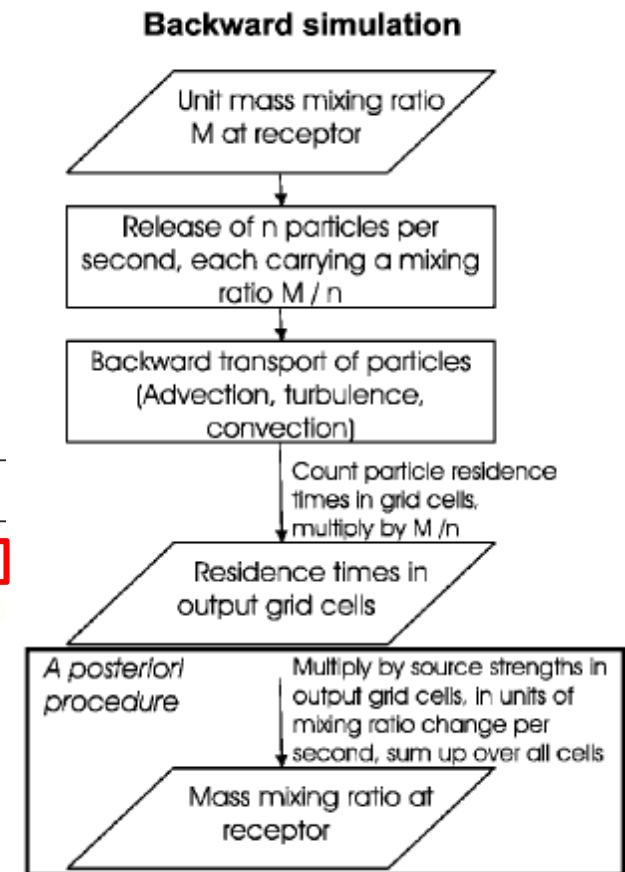 Backward simulation
Unit mass mixing ratio
M at receptor
Release of n particles per
second, each carrying a mixing
ratio M / n
Backward transport of particles
(Advection, turbulence,
convection)
Count particle residence
times in grid cells,
multiply by M /n
Residence times in
output grid cells
A posteriori
procedure
Multiply by source strengths in
output grid cells, in units of
mixing ratio change per
second, sum up over all cells
Mass mixing ratio at
receptor